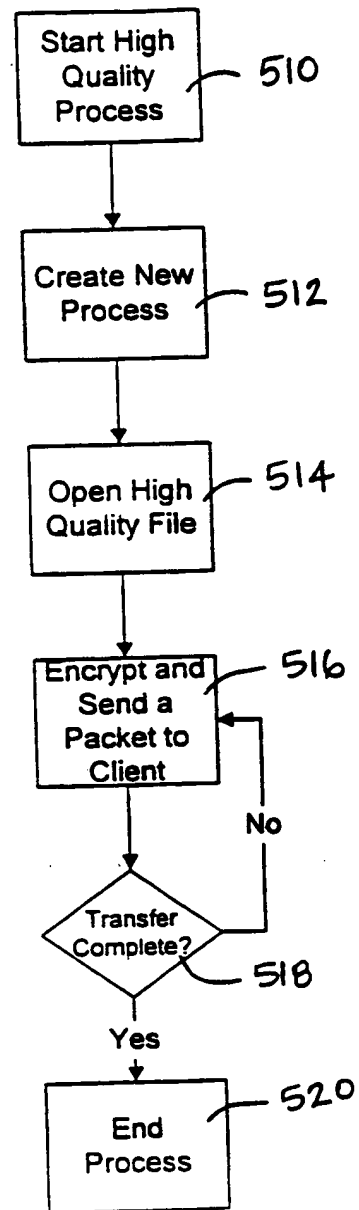 Start High
Quality
Process
510
Create New
Process
512
Open High
Quality File
514
Encrypt and
Send a
Packet to
Client
516
No
Transfer
Complete?
518
Yes
End
Process
520